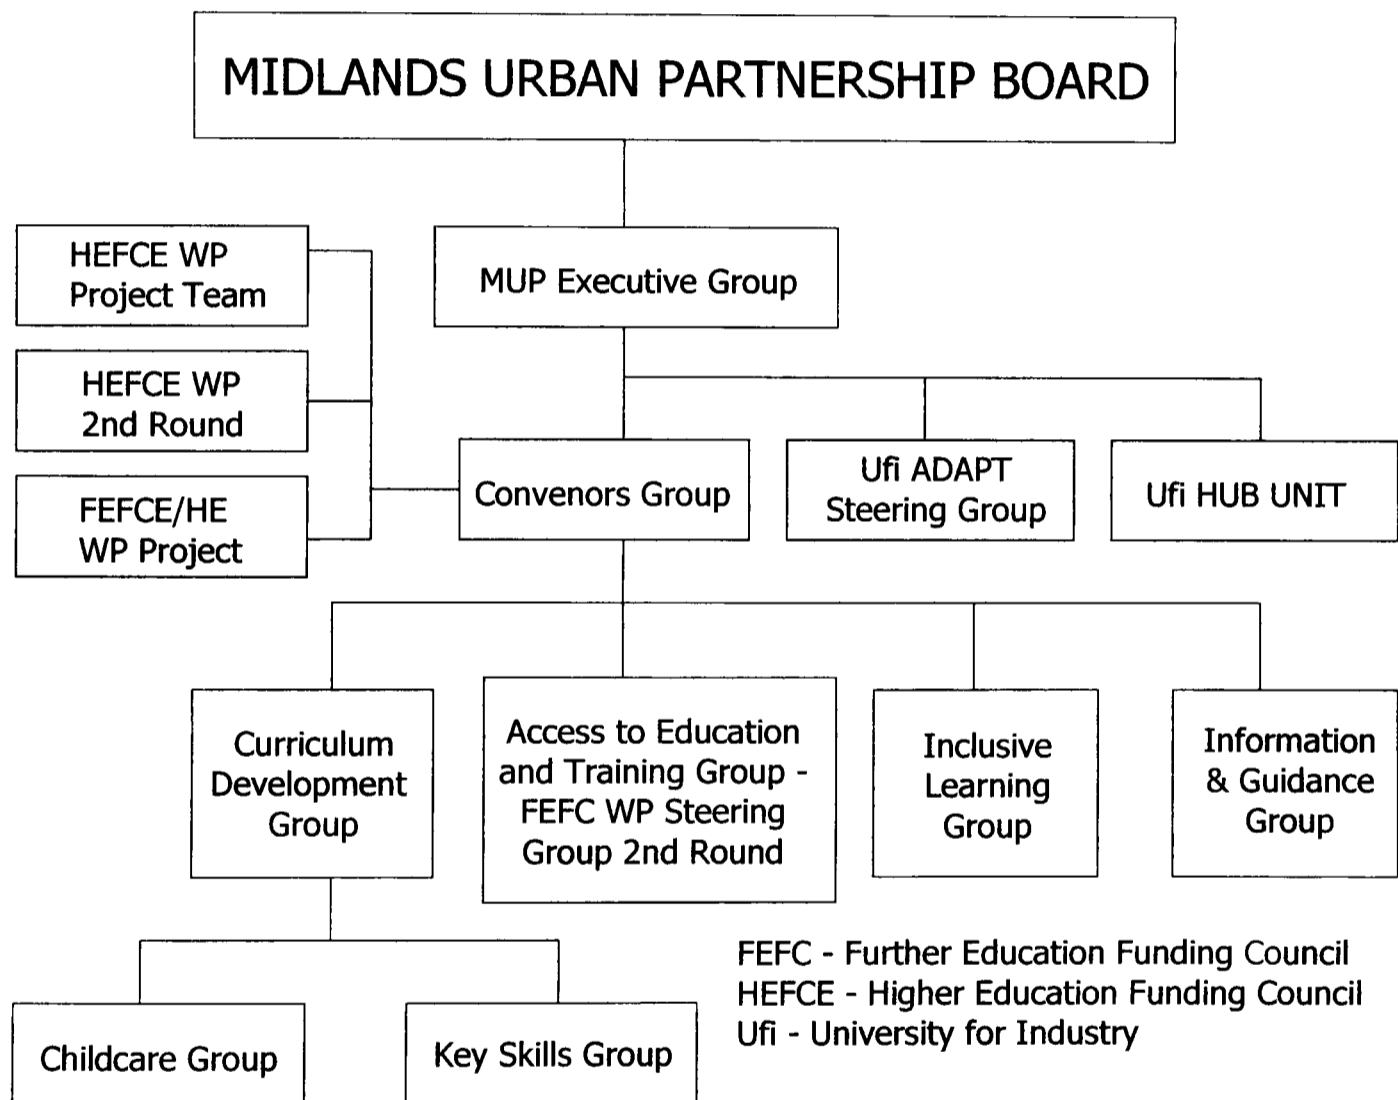 MIDLANDS URBAN PARTNERSHIP BOARD
HEFCE WP
Project Team
MUP Executive Group
HEFCE WP
2nd Round
Convenors Group
Ufi ADAPT
Steering Group
Ufi HUB UNIT
FEFCE/HE
WP Project
Curriculum
Development
Group
Access to Education
and Training Group -
FEFC WP Steering
Group 2nd Round
Inclusive
Learning
Group
Information
& Guidance
Group
Childcare Group
Key Skills Group
FEFC - Further Education Funding Council
HEFCE - Higher Education Funding Council
Ufi - University for Industry